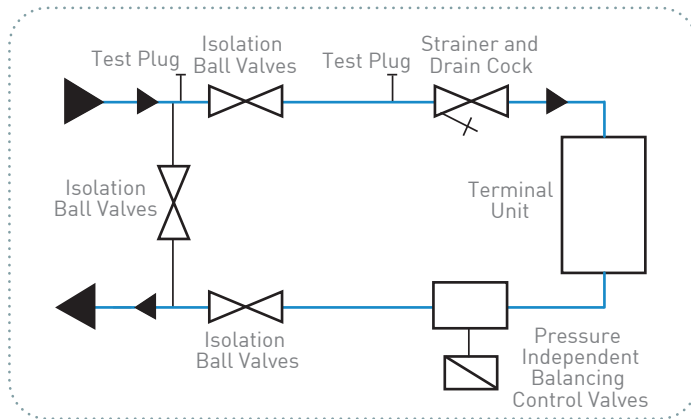 Test Plug
Isolation
Ball Valves
Test Plug
Strainer and
Drain Cock
Isolation
Ball Valves
Terminal
Unit
Isolation
Ball Valves
Pressure
Independent
Balancing
Control Valves